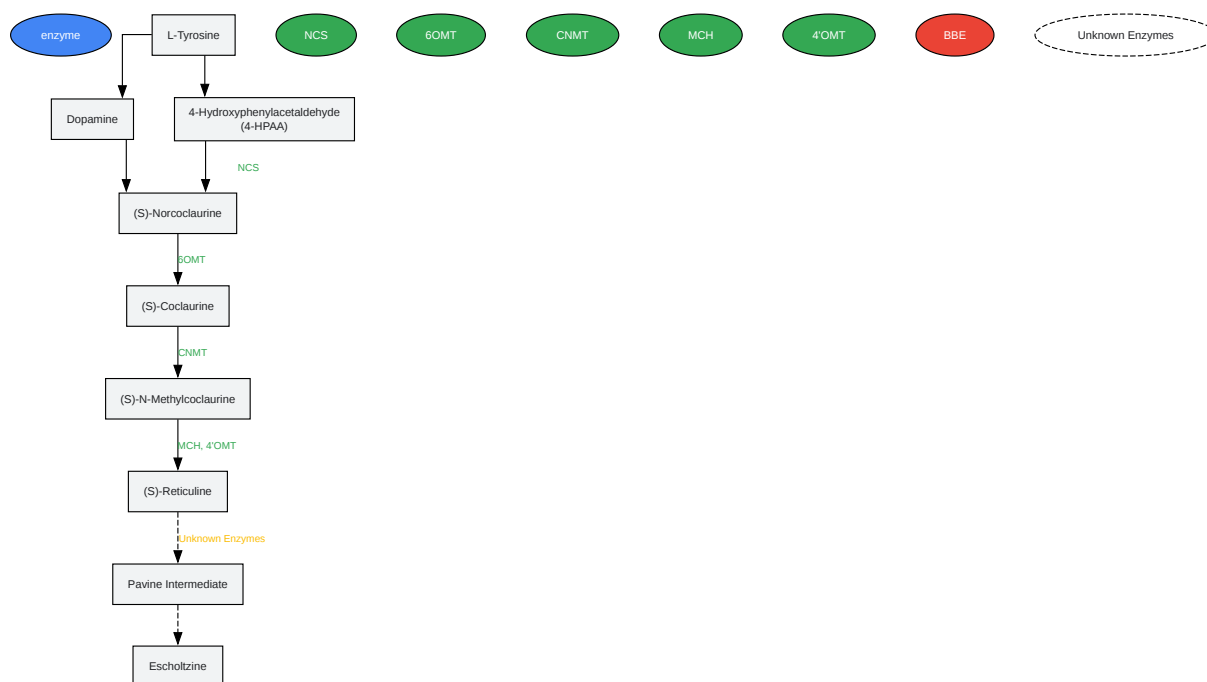 enzyme
L-Tyrosine
NCS
6OMT
CNMT
MCH
4'OMT
BBE
Unknown Enzymes
Dopamine
4-Hydroxyphenylacetaldehyde
(4-HPAA)
NCS
(S)-Norcoclaurine
6OMT
(S)-Coclaurine
CNMT
(S)-N-Methylcoclaurine
MCH, 4'OMT
(S)-Reticuline
Unknown Enzymes
Pavine Intermediate
Escholtzine